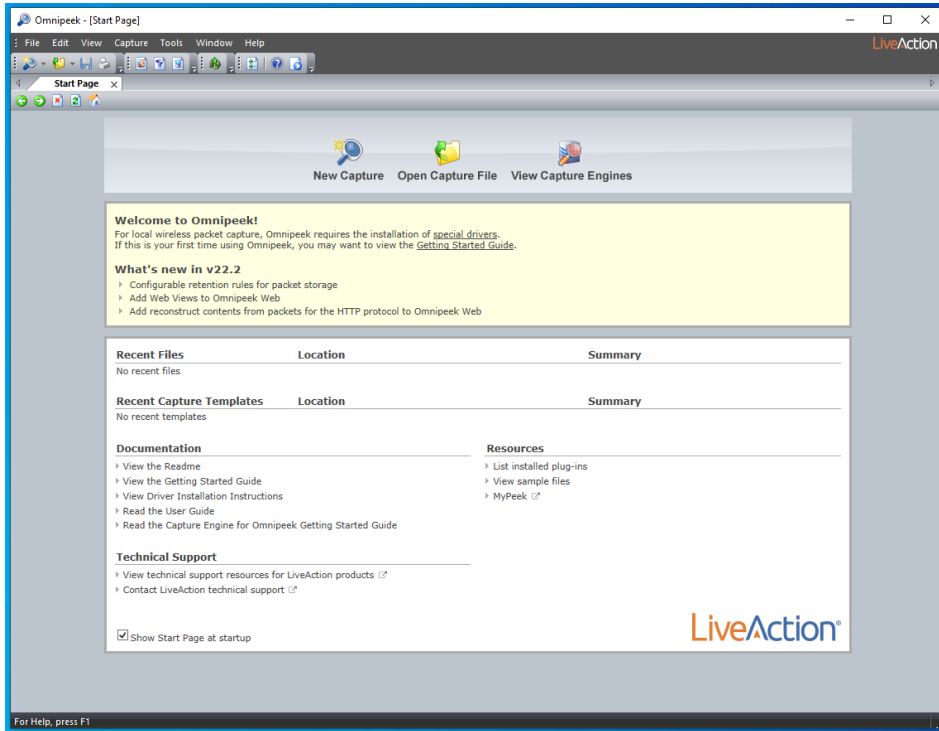 Omnipeek - [Start Page]
File Edit View Capture Tools Window Help
LiveAction
Start Page
New Capture Open Capture File View Capture Engines
Welcome to Omnipeek!
For local wireless packet capture, Omnipeek requires the installation of special drivers.
If this is your first time using Omnipeek, you may want to view the Getting Started Guide.
What's new in v22.2
Configurable retention rules for packet storage
Add Web Views to Omnipeek Web
Add reconstruct contents from packets for the HTTP protocol to Omnipeek Web
Recent Files Location Summary
No recent files
Recent Capture Templates Location Summary
No recent templates
Documentation
View the Readme
View the Getting Started Guide
View Driver Installation Instructions
Read the User Guide
Read the Capture Engine for Omnipeek Getting Started Guide
Resources
List installed plug-ins
View sample files
MyPeek
Technical Support
View technical support resources for LiveAction products
Contact LiveAction technical support
Show Start Page at startup
LiveAction®
For Help, press F1